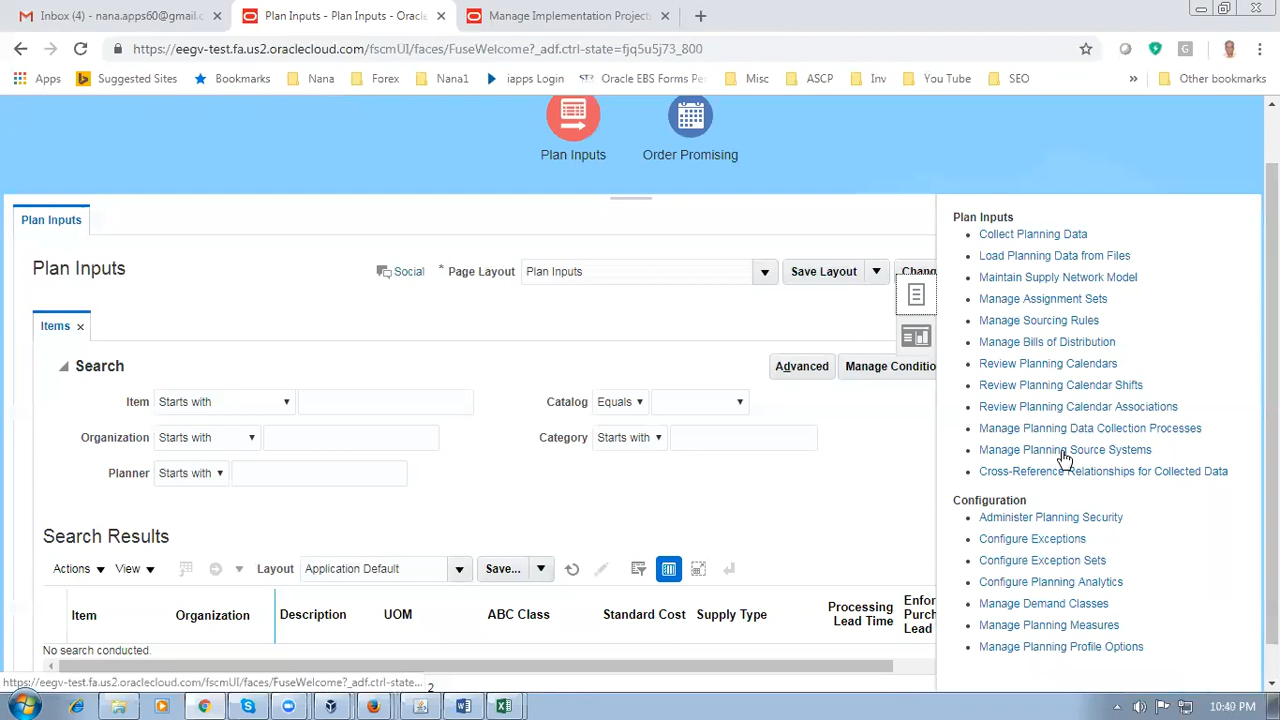 Inbox (4) - nana.apps60@gmail.c
Plan Inputs - Plan Inputs - Oracle
Manage Implementation Project
https://eegv-test.fa.us2.oraclecloud.com/fscmUI/faces/FuseWelcome?_adf.ctrl-state=fjq5u5j73_800
Apps Suggested Sites Bookmarks Nana Forex Nana1 iapps Login Oracle EBS Forms Pe Misc ASCP Inv You Tube SEO » Other bookmarks
Plan Inputs Order Promising
Plan Inputs
Plan Inputs
Social * Page Layout Plan Inputs Save Layout
Items
Search
Advanced Manage Conditio
Item Starts with Catalog Equals
Organization Starts with Category Starts with
Planner Starts with
Search Results
Actions View Layout Application Default Save...
Item Organization Description UOM ABC Class Standard Cost Supply Type Processing Lead Time Enfor Purch Lead
No search conducted.
Plan Inputs
Collect Planning Data
Load Planning Data from Files
Maintain Supply Network Model
Manage Assignment Sets
Manage Sourcing Rules
Manage Bills of Distribution
Review Planning Calendars
Review Planning Calendar Shifts
Review Planning Calendar Associations
Manage Planning Data Collection Processes
Manage Planning Source Systems
Cross-Reference Relationships for Collected Data
Configuration
Administer Planning Security
Configure Exceptions
Configure Exception Sets
Configure Planning Analytics
Manage Demand Classes
Manage Planning Measures
Manage Planning Profile Options
https://eegv-test.fa.us2.oraclecloud.com/fscmUI/faces/FuseWelcome?_adf.ctrl-state... 2
10:40 PM